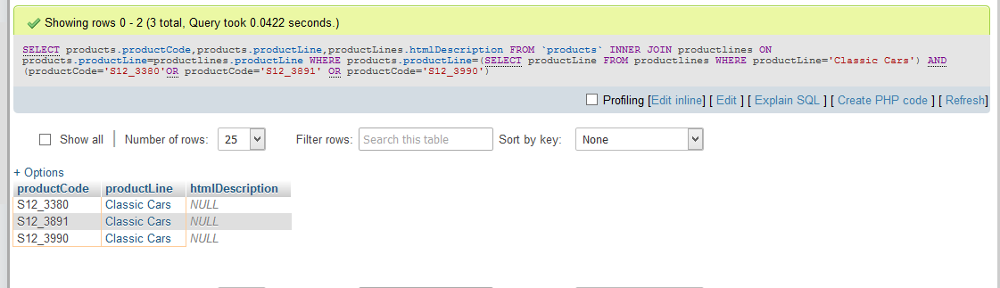 Showing rows 0 - 2 (3 total, Query took 0.0422 seconds.)
SELECT products.productCode,products.productLine,productLines.htmlDescription FROM `products` INNER JOIN productlines ON
products.productLine=productlines.productLine WHERE products.productLine=(SELECT productLine FROM productlines WHERE productLine='Classic Cars') AND
(productCode='S12_3380'OR productCode='S12_3891' OR productCode='S12_3990')
Profiling [Edit inline] [ Edit ] [ Explain SQL ] [ Create PHP code ] [ Refresh]
Show all | Number of rows: 25 Filter rows: Search this table Sort by key: None
+ Options
productCode productLine htmlDescription
S12_3380 Classic Cars NULL
S12_3891 Classic Cars NULL
S12_3990 Classic Cars NULL